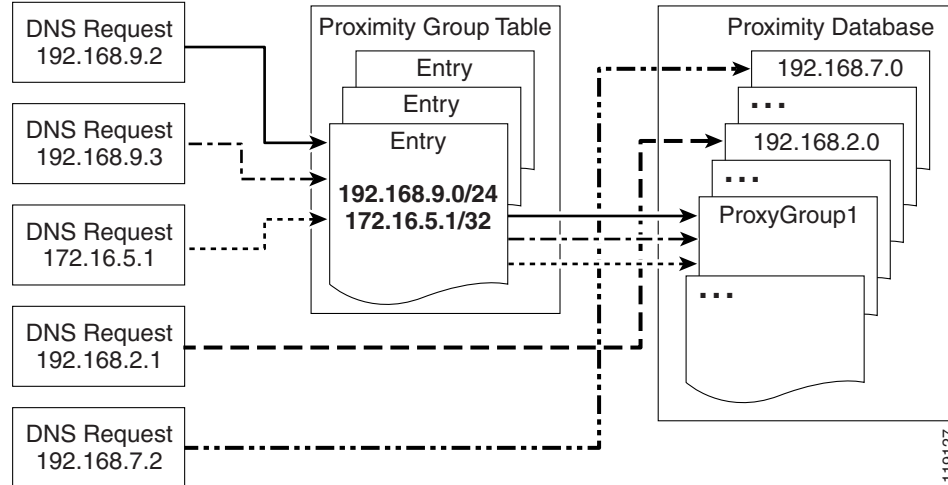 DNS Request
192.168.9.2
DNS Request
192.168.9.3
DNS Request
172.16.5.1
DNS Request
192.168.2.1
DNS Request
192.168.7.2
Proximity Group Table
Entry
Entry
Entry
192.168.9.0/24
172.16.5.1/32
Proximity Database
192.168.7.0
...
192.168.2.0
...
ProxyGroup1
...
119127